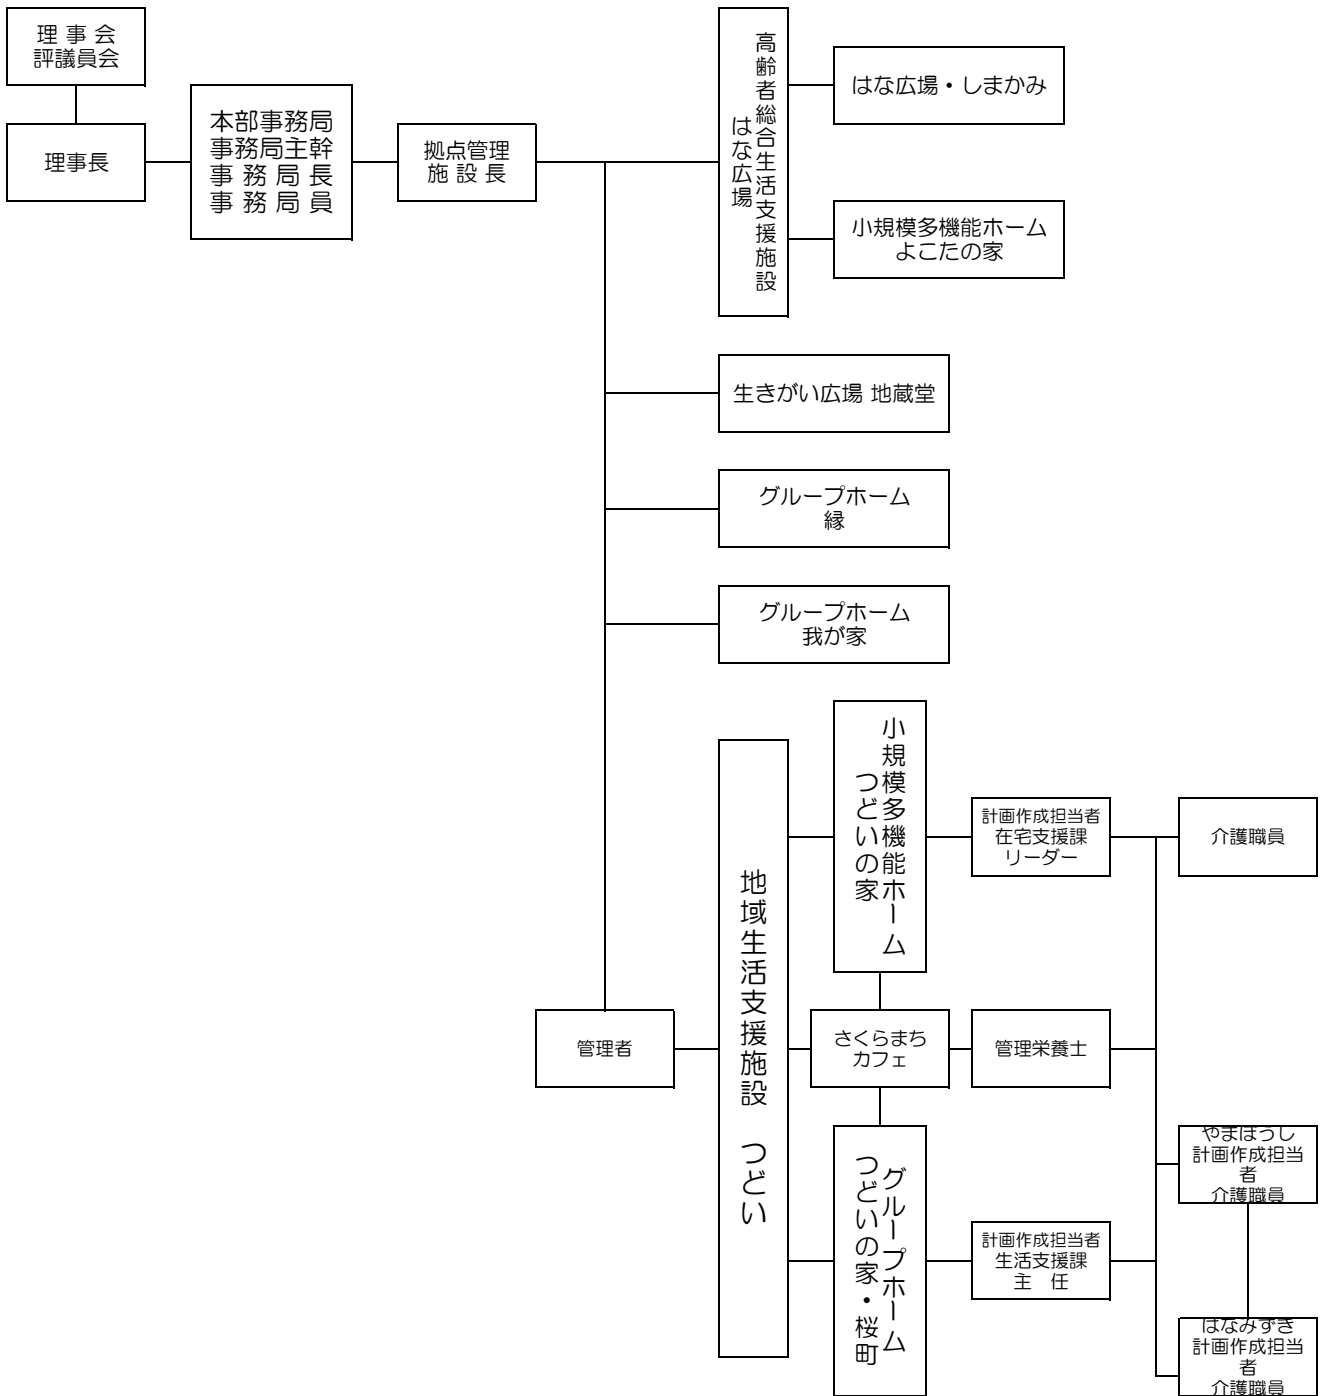 理 事 会
評議員会
理事長
本部事務局
事務局主幹
事 務 局 長
事 務 局 員
拠点管理
施 設 長
高齢者総合生活支援施設
はな広場
はな広場・しまかみ
小規模多機能ホーム
よこたの家
生きがい広場 地蔵堂
グループホーム
縁
グループホーム
我が家
管理者
地域生活支援施設 つどい
小規模多機能ホーム
つどいの家
計画作成担当者
在宅支援課
リーダー
介護職員
さくらまち
カフェ
管理栄養士
グループホーム
つどいの家・桜町
計画作成担当者
生活支援課
主 任
やまぼうし
計画作成担当
者
介護職員
はなみずき
計画作成担当
者
介護職員